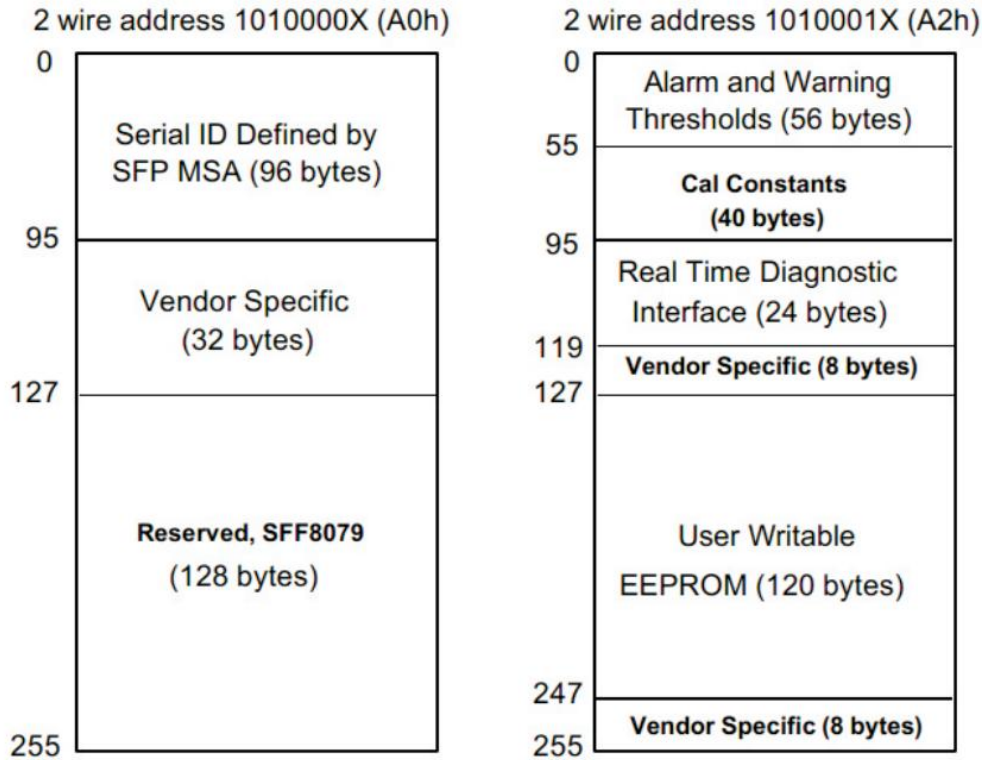 2 wire address 1010000X (A0h)
0
Serial ID Defined by
SFP MSA (96 bytes)
95
Vendor Specific
(32 bytes)
127
Reserved, SFF8079
(128 bytes)
255
2 wire address 1010001X (A2h)
0
Alarm and Warning
Thresholds (56 bytes)
55
Cal Constants
(40 bytes)
95
Real Time Diagnostic
Interface (24 bytes)
119
Vendor Specific (8 bytes)
127
User Writable
EEPROM (120 bytes)
247
Vendor Specific (8 bytes)
255